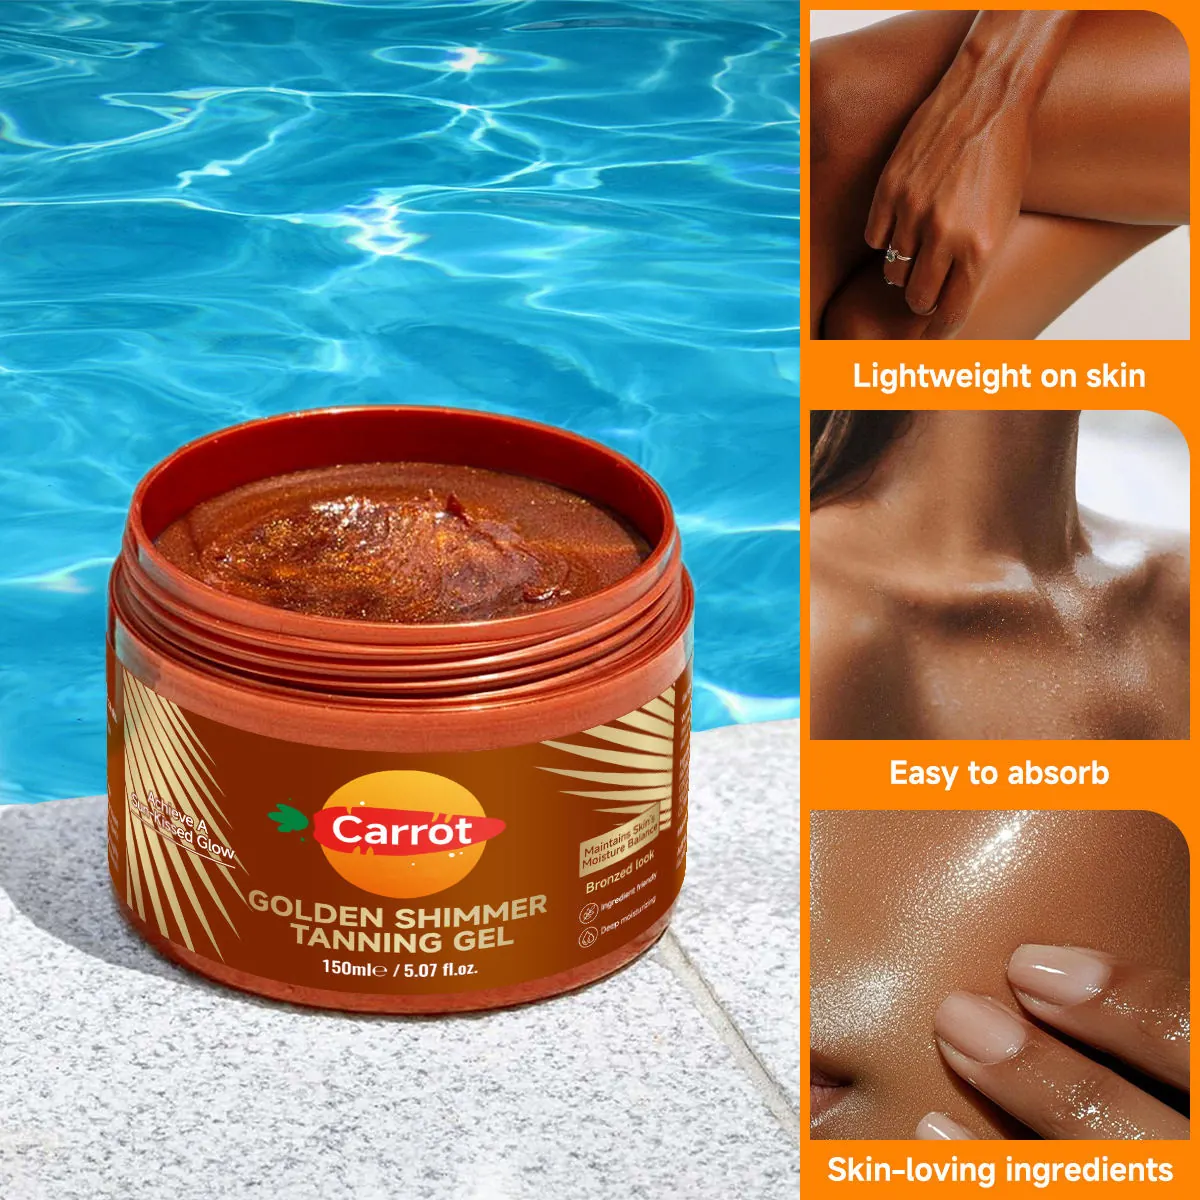 Achieve A
Sun-Kissed Glow
Carrot
GOLDEN SHIMMER
TANNING GEL
150ml℮ / 5.07 fl.oz.
Maintains Skin's
Moisture Balance
Bronzed look
Ingredient friendly
Deep moisturizing
Lightweight on skin
Easy to absorb
Skin-loving ingredients